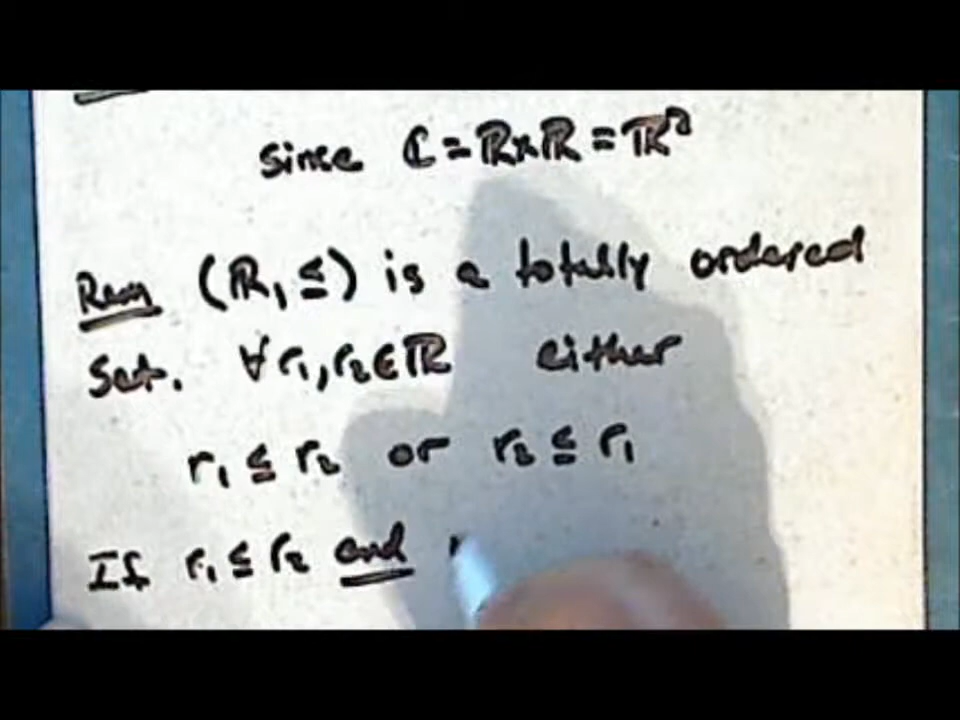 since ℂ = ℝ×ℝ = ℝ²
Rem (ℝ, ≤) is a totally ordered
Set. ∀ r₁, r₂ ∈ ℝ either
r₁ ≤ r₂ or r₂ ≤ r₁
If r₁ ≤ r₂ and